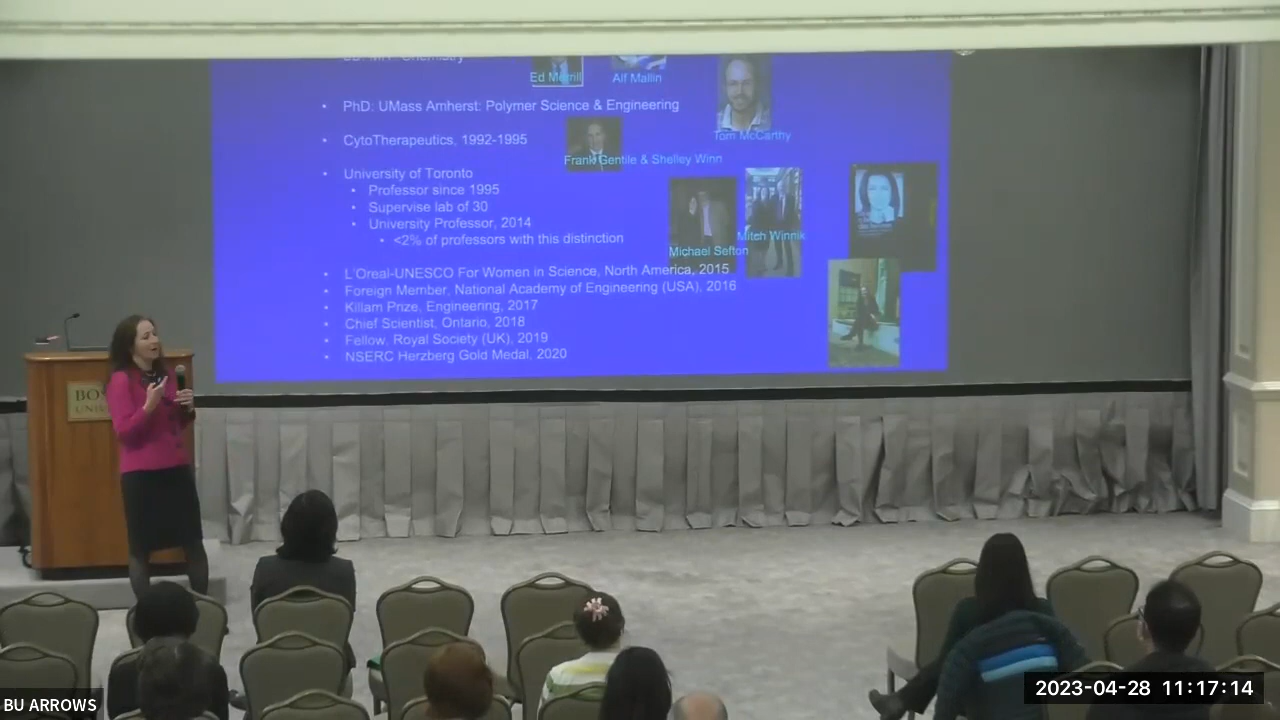 Ed Merrill
Alf Mallin
• PhD: UMass Amherst: Polymer Science & Engineering
Tom McCarthy
• CytoTherapeutics, 1992-1995
Frank Gentile & Shelley Winn
• University of Toronto
• Professor since 1995
• Supervise lab of 30
• University Professor, 2014
• <2% of professors with this distinction
Mitch Winnik
Michael Sefton
• L'Oreal-UNESCO For Women in Science, North America, 2015
• Foreign Member, National Academy of Engineering (USA), 2016
• Killam Prize, Engineering, 2017
• Chief Scientist, Ontario, 2018
• Fellow, Royal Society (UK), 2019
• NSERC Herzberg Gold Medal, 2020
BOS
UNI
BU ARROWS
2023-04-28 11:17:14